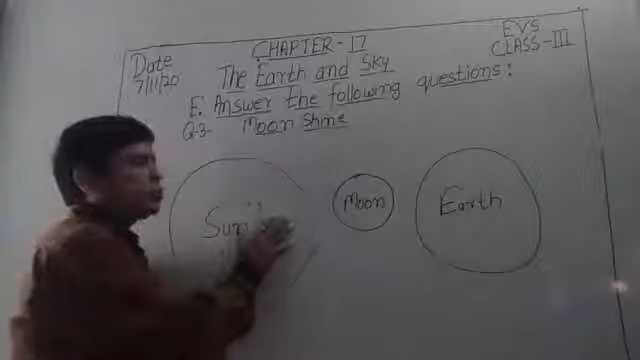 Date
7/11/20
CHAPTER-17
EVS
CLASS-III
The Earth and Sky
E. Answer the following questions:
Q-3- Moon Shine
Sun
Moon
Earth